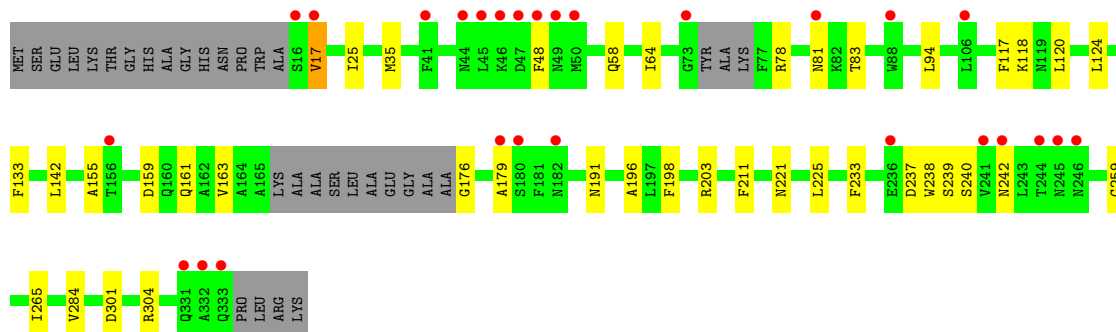 MET SER GLU LEU LYS THR GLY HIS ALA GLY HIS ASN PRO TRP ALA S16 V17 I25 M35 F41 N44 L45 K46 D47 F48 N49 M50 Q58 I64 G73 TYR ALA LYS F77 R78 N81 K82 T83 W88 L94 L106 F117 K118 N119 L120 L124
F133 L142 A155 T156 D159 Q160 Q161 A162 V163 A164 A165 LYS ALA ALA SER LEU ALA GLU GLY ALA ALA G176 A179 S180 F181 N182 N191 A196 L197 F198 R203 F211 N221 L225 F233 E236 D237 W238 S239 S240 V241 N242 L243 T244 N245 N246
I265 V284 D301 R304 Q331 A332 Q333 PRO LEU ARG LYS